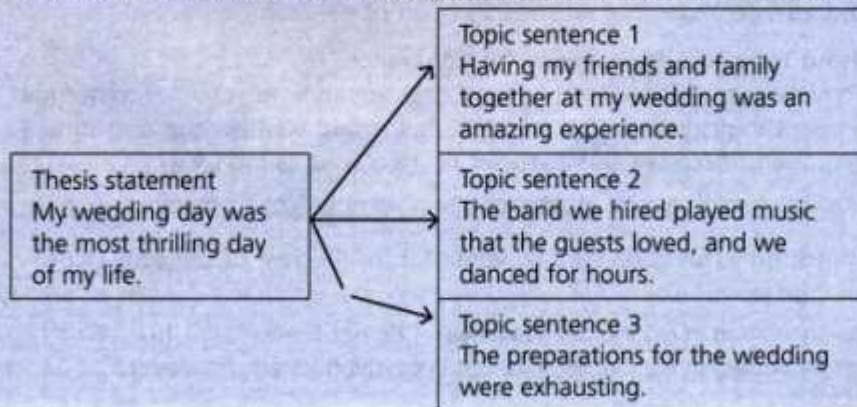 Thesis statement
My wedding day was
the most thrilling day
of my life.
Topic sentence 1
Having my friends and family
together at my wedding was an
amazing experience.
Topic sentence 2
The band we hired played music
that the guests loved, and we
danced for hours.
Topic sentence 3
The preparations for the wedding
were exhausting.